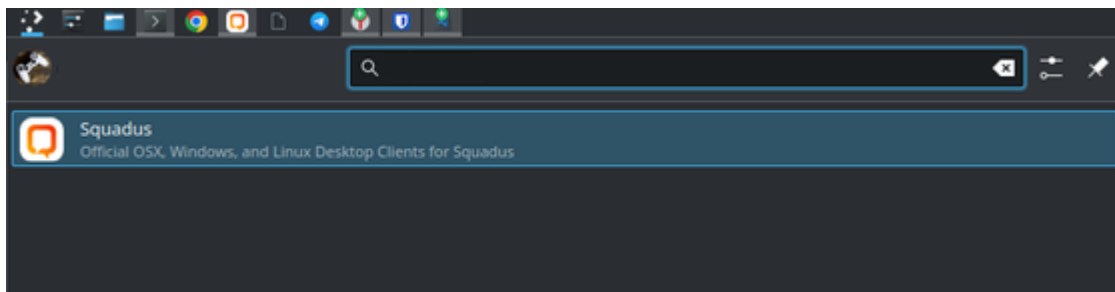 Squadus
Official OSX, Windows, and Linux Desktop Clients for Squadus